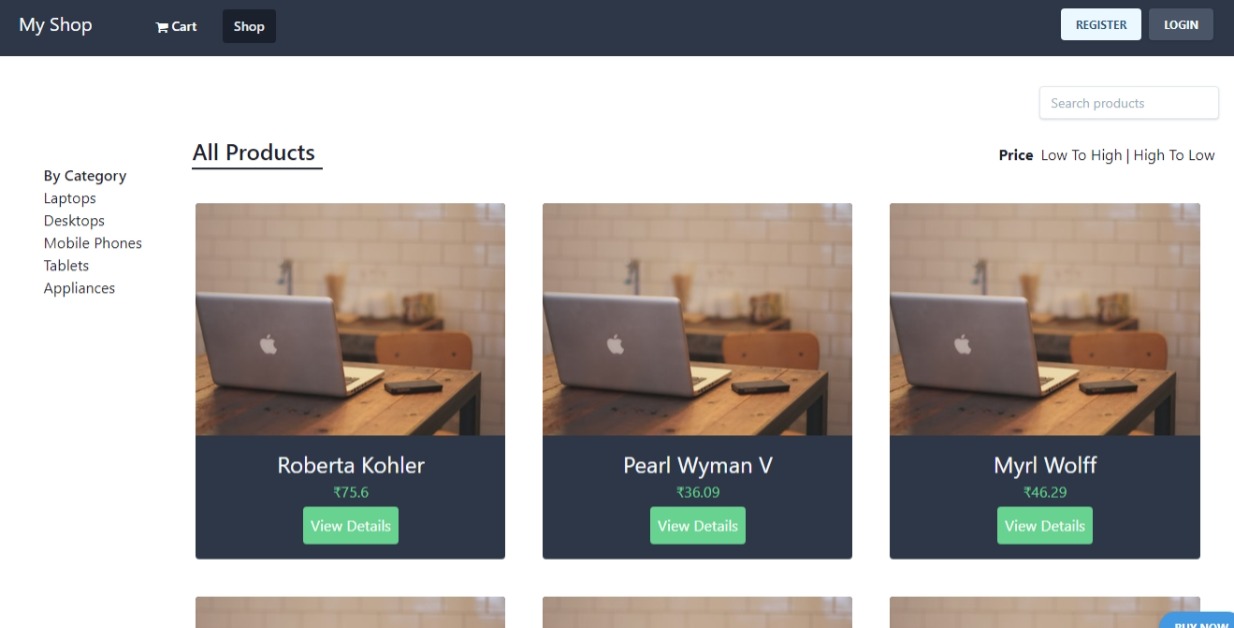 My Shop
Cart
Shop
REGISTER
LOGIN
Search products
All Products
Price Low To High | High To Low
By Category
Laptops
Desktops
Mobile Phones
Tablets
Appliances
Roberta Kohler
₹75.6
View Details
Pearl Wyman V
₹36.09
View Details
Myrl Wolff
₹46.29
View Details
BUY NOW